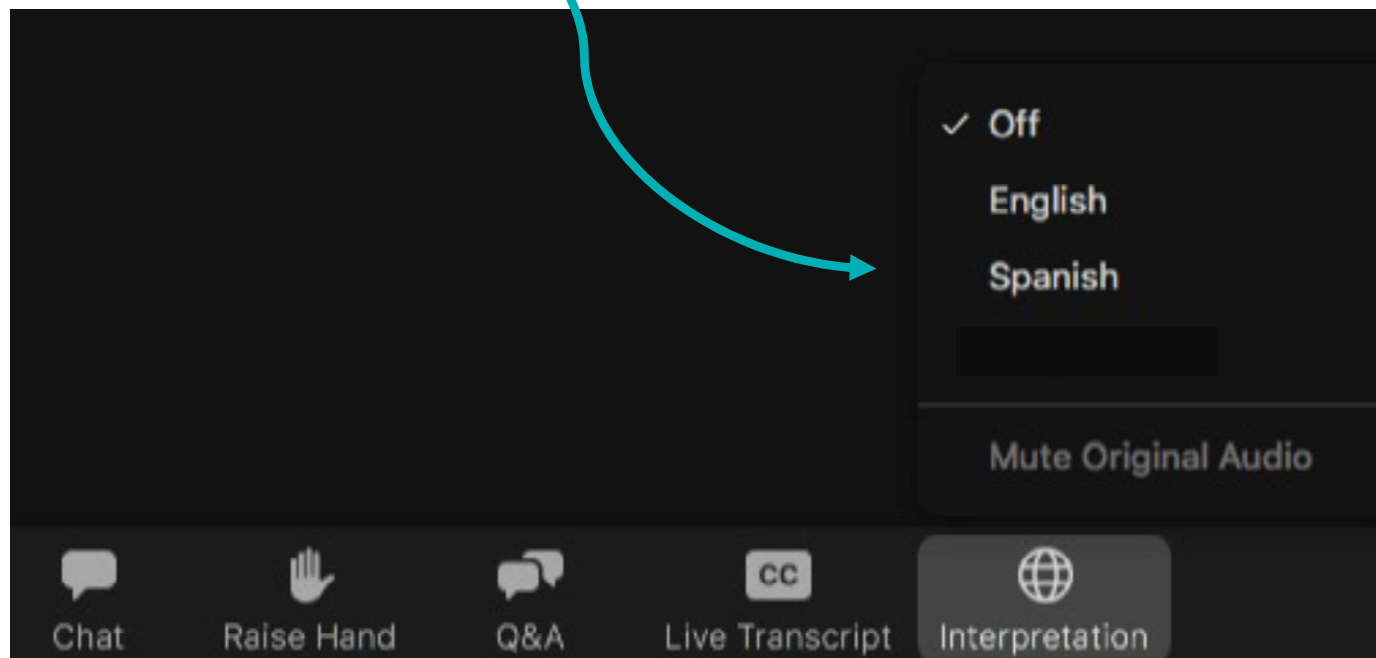 Off
English
Spanish
Mute Original Audio
Chat
Raise Hand
Q&A
CC
Live Transcript
Interpretation